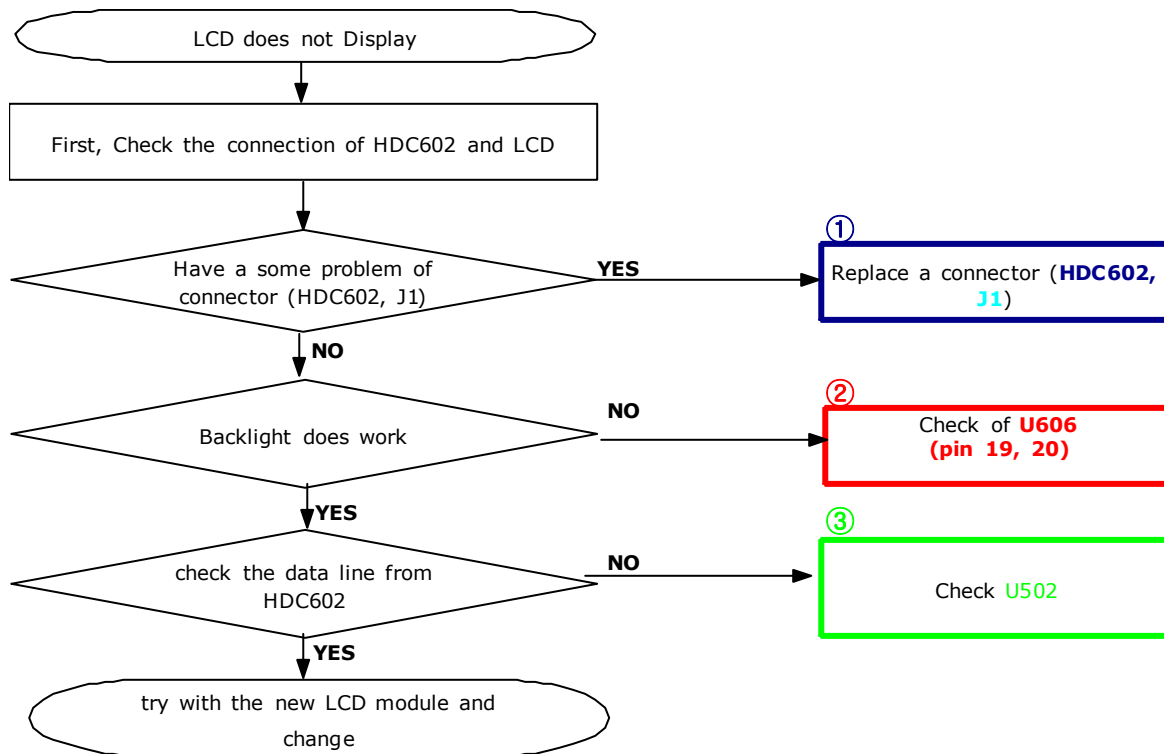 LCD does not Display
First, Check the connection of HDC602 and LCD
①
Have a some problem of
connector (HDC602, J1)
YES
Replace a connector (HDC602,
J1)
NO
②
Backlight does work
NO
Check of U606
(pin 19, 20)
YES
③
check the data line from
HDC602
NO
Check U502
YES
try with the new LCD module and
change